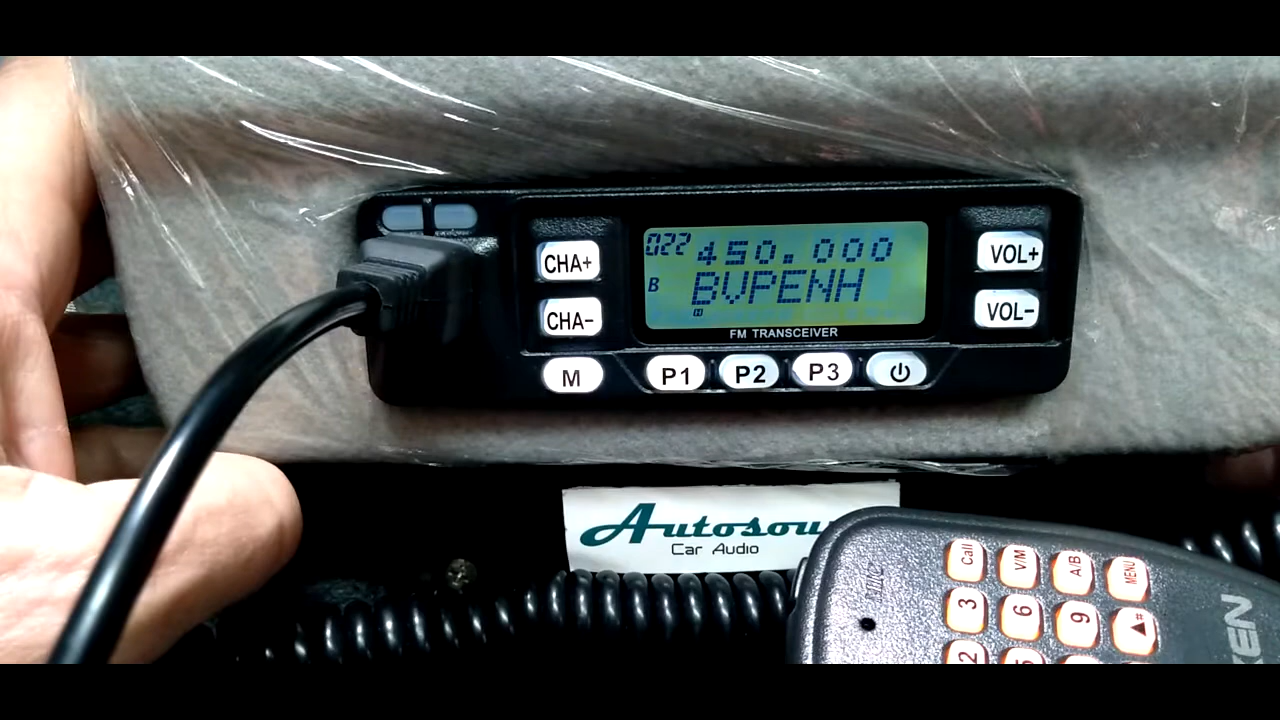 022 450.000
B BVPENH
FM TRANSCEIVER
CHA+
CHA-
VOL+
VOL-
M P1 P2 P3
Car Audio
MIC
Call V/M A/B MENU
3 6 9 #
2